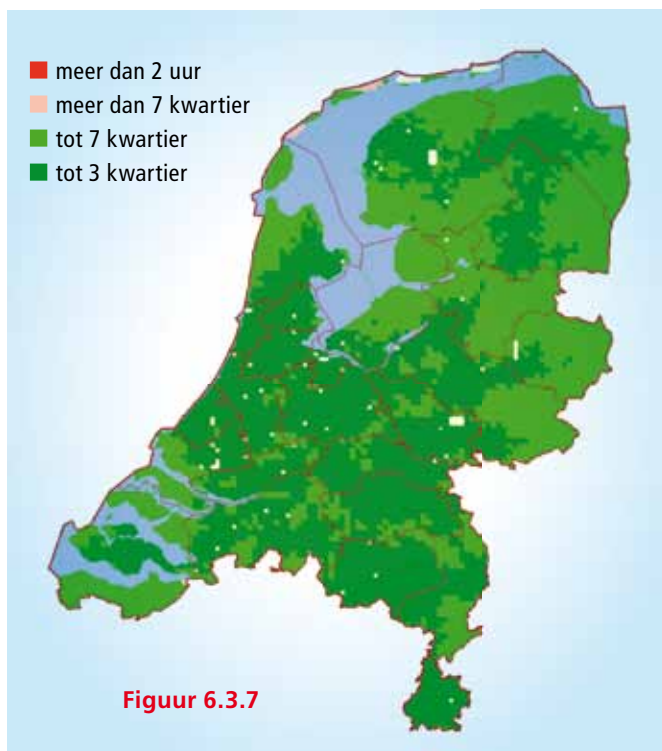 meer dan 2 uur
meer dan 7 kwartier
tot 7 kwartier
tot 3 kwartier
Figuur 6.3.7